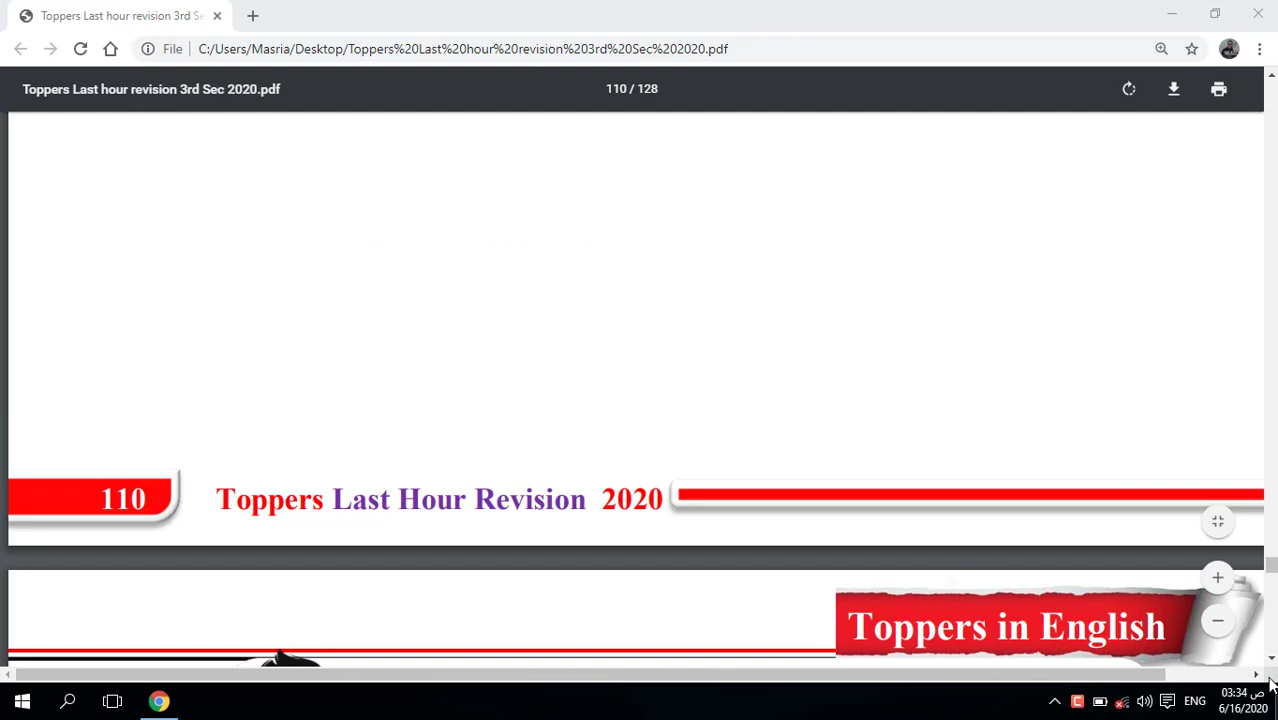 Toppers Last hour revision 3rd Se
File
C:/Users/Masria/Desktop/Toppers%20Last%20hour%20revision%203rd%20Sec%202020.pdf
Toppers Last hour revision 3rd Sec 2020.pdf
110 / 128
110
Toppers Last Hour Revision 2020
Toppers in English
ENG
03:34 ص
6/16/2020